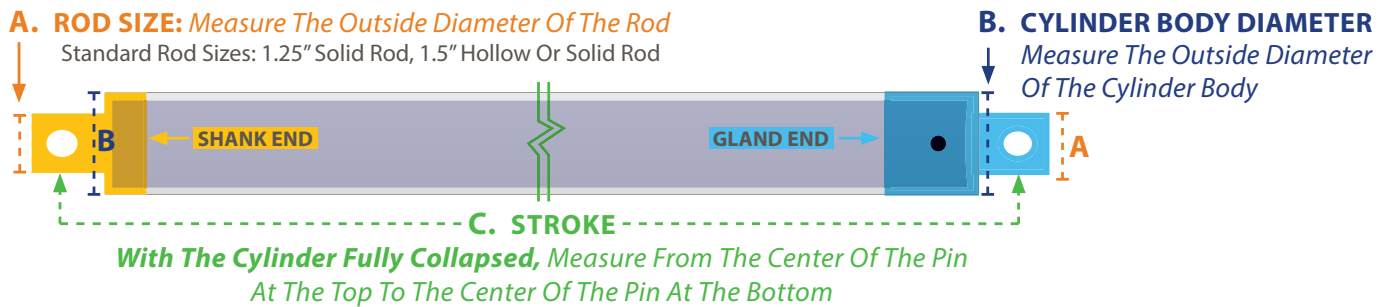 A. ROD SIZE: Measure The Outside Diameter Of The Rod
Standard Rod Sizes: 1.25” Solid Rod, 1.5” Hollow Or Solid Rod
B. CYLINDER BODY DIAMETER
Measure The Outside Diameter
Of The Cylinder Body
B
SHANK END
GLAND END
A
C. STROKE
With The Cylinder Fully Collapsed, Measure From The Center Of The Pin
At The Top To The Center Of The Pin At The Bottom